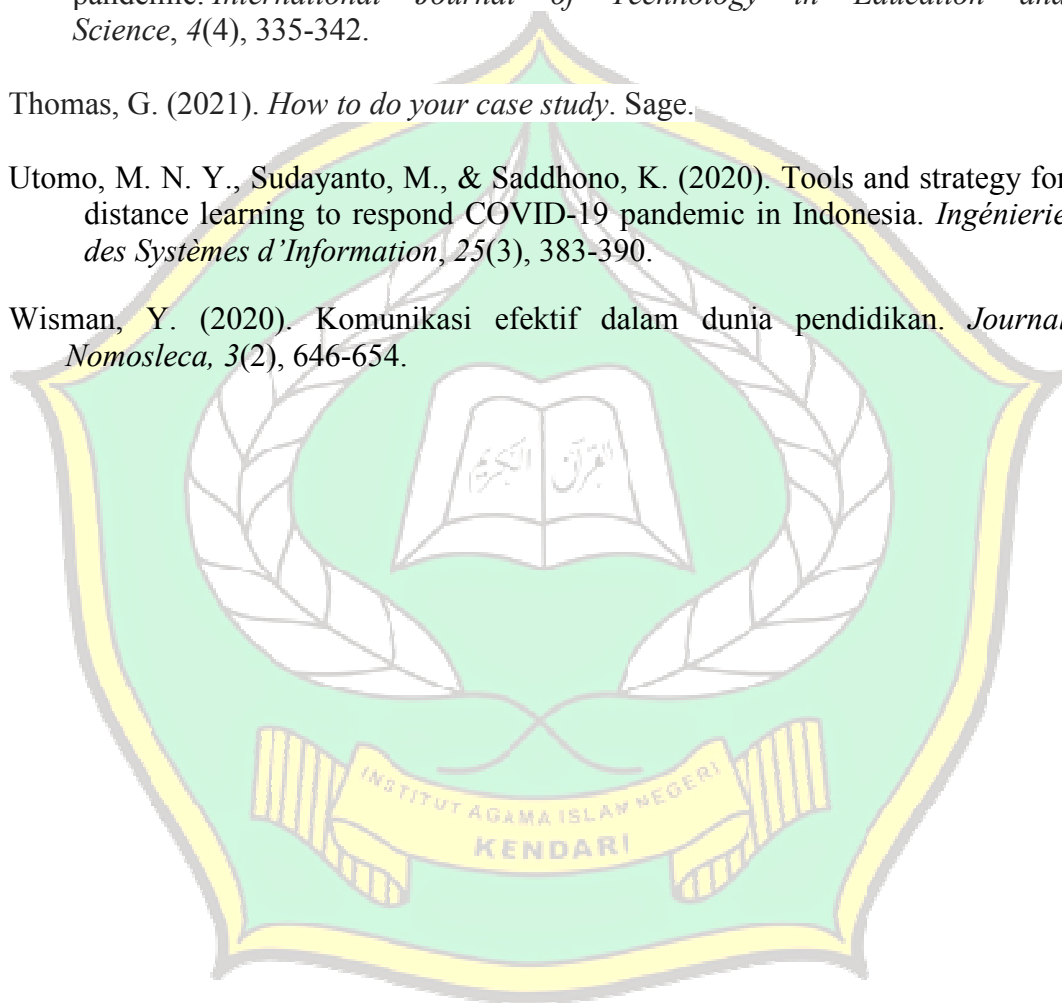 pandemic. International Journal of Technology in Education and
Science, 4(4), 335-342.
Thomas, G. (2021). How to do your case study. Sage.
Utomo, M. N. Y., Sudayanto, M., & Saddhono, K. (2020). Tools and strategy for
distance learning to respond COVID-19 pandemic in Indonesia. Ingénierie
des Systèmes d’Information, 25(3), 383-390.
Wisman, Y. (2020). Komunikasi efektif dalam dunia pendidikan. Journal
Nomosleca, 3(2), 646-654.
القرآن الكريم
INSTITUT AGAMA ISLAM NEGERI
KENDARI